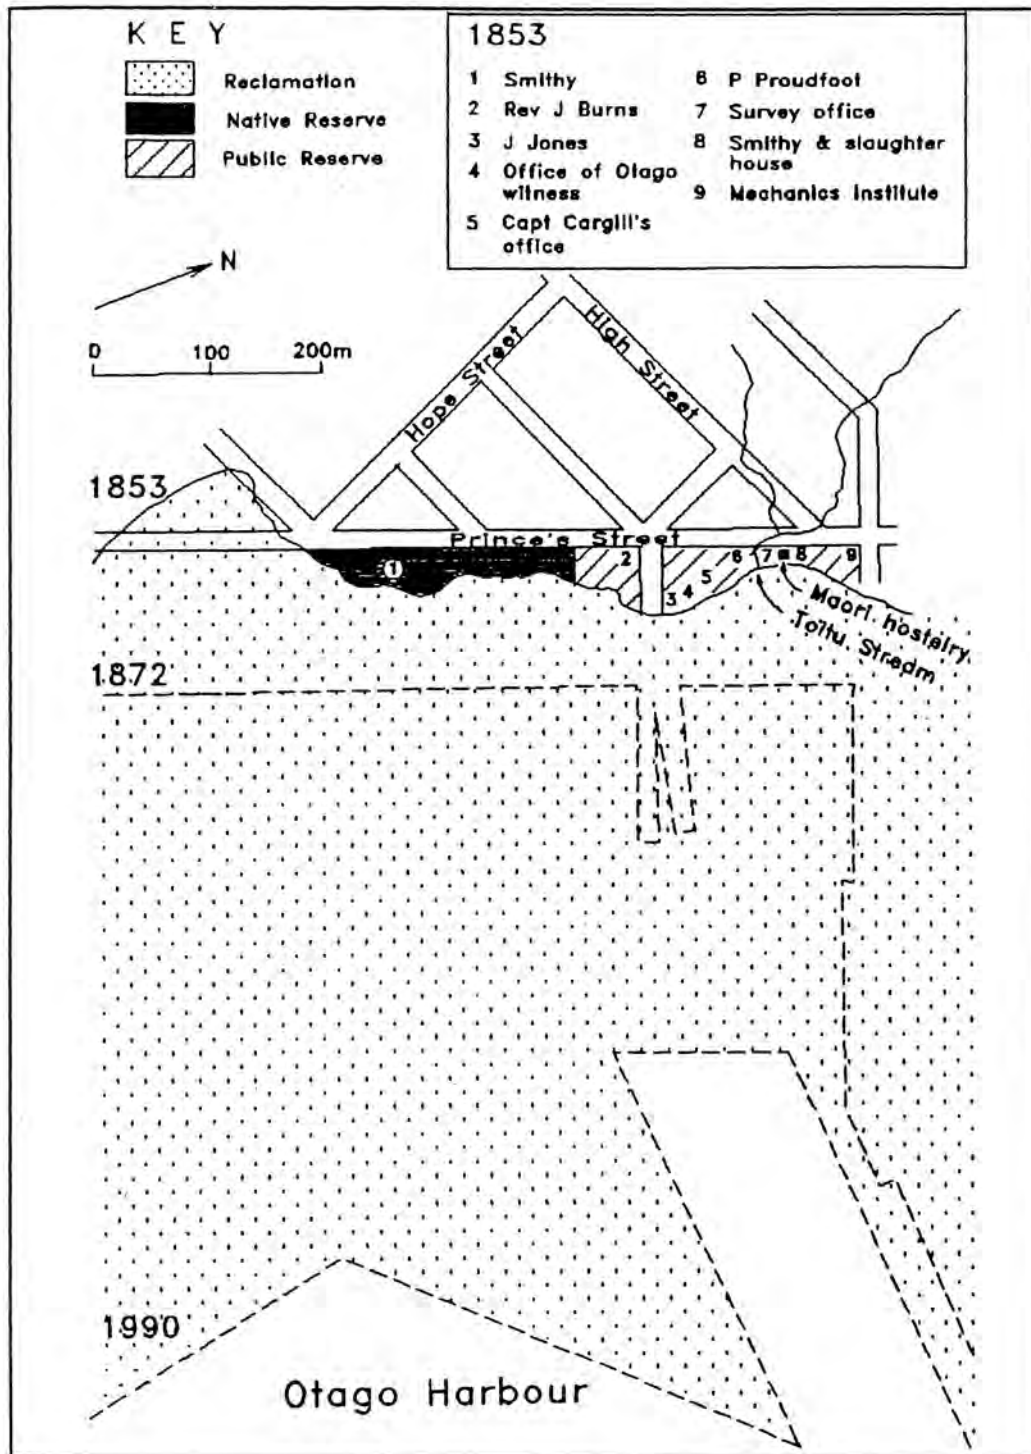 KEY
Reclamation
Native Reserve
Public Reserve
1853
1 Smithy
2 Rev J Burns
3 J Jones
4 Office of Otago
witness
5 Capt Cargill's
office
6 P Proudfoot
7 Survey office
8 Smithy & slaughter
house
9 Mechanics Institute
N
0 100 200m
Hope Street
High Street
1853
Prince's Street
1
2
3
4
5
6
7
8
9
Maori hostelry
Toitu Stream
1872
1990
Otago Harbour